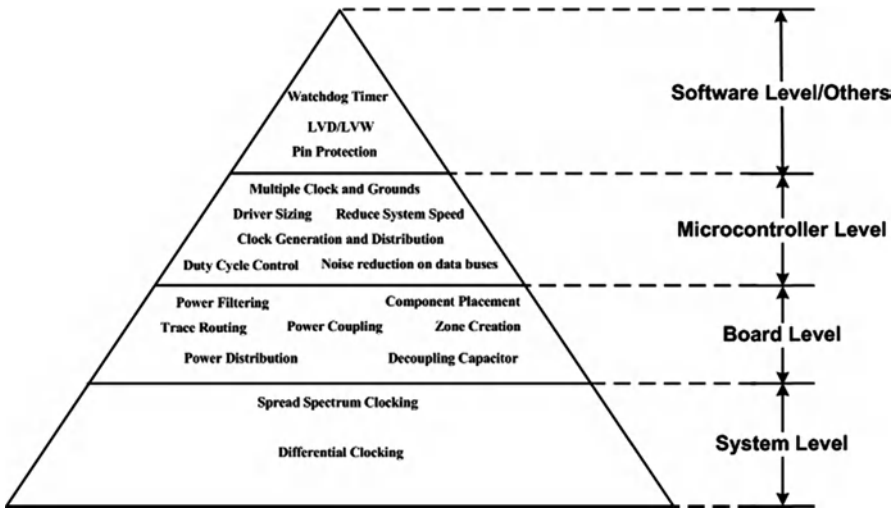 Watchdog Timer
LVD/LVW
Pin Protection
Software Level/Others
Multiple Clock and Grounds
Driver Sizing Reduce System Speed
Clock Generation and Distribution
Duty Cycle Control Noise reduction on data buses
Microcontroller Level
Power Filtering Component Placement
Trace Routing Power Coupling Zone Creation
Power Distribution Decoupling Capacitor
Board Level
Spread Spectrum Clocking
Differential Clocking
System Level